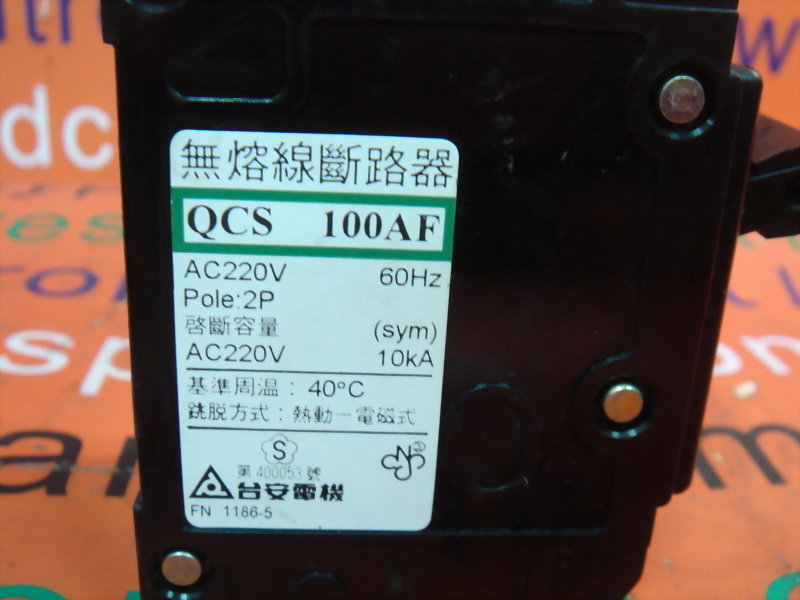 無熔線斷路器
QCS 100AF
AC220V 60Hz
Pole:2P
啓斷容量 (sym)
AC220V 10kA
基準周温：40°C
跳脱方式：熱動一電磁式
S
第 400053 號
台安電機
FN 1186-5